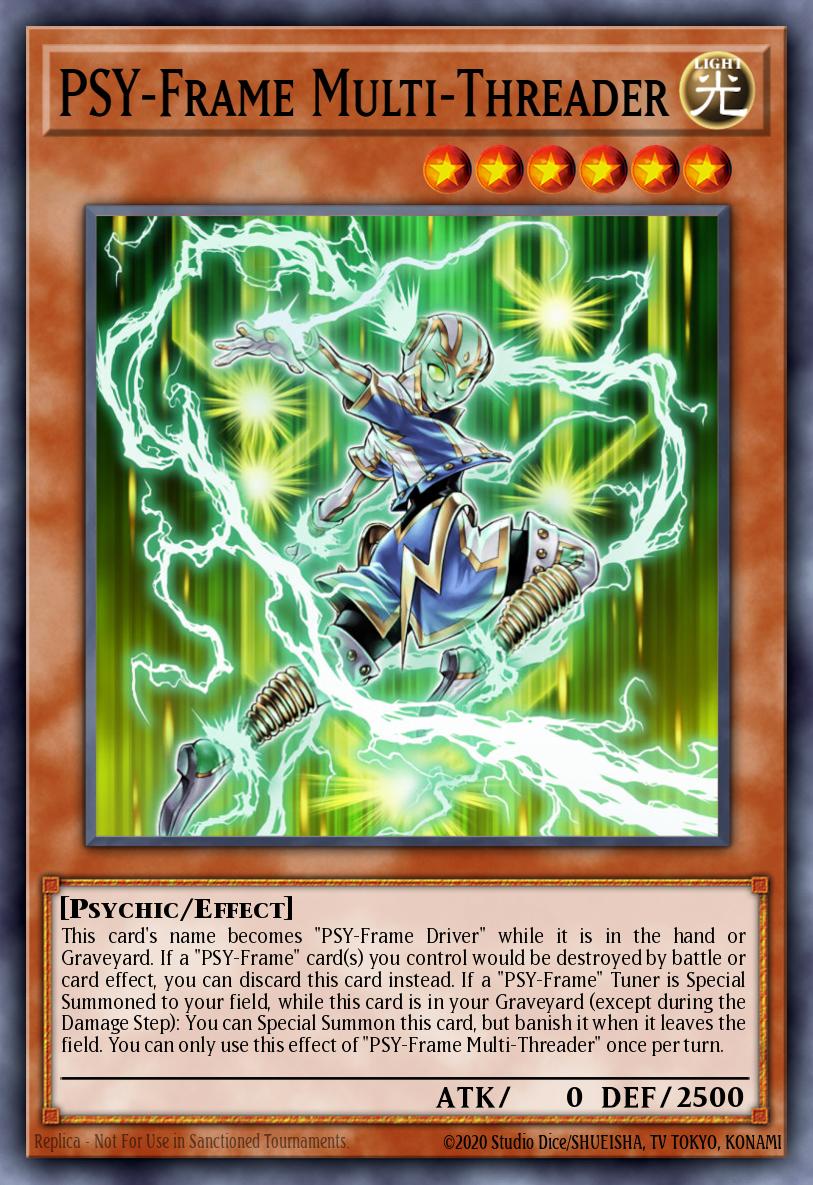 PSY-Frame Multi-Threader
LIGHT
光
[Psychic/Effect]
This card's name becomes "PSY-Frame Driver" while it is in the hand or
Graveyard. If a "PSY-Frame" card(s) you control would be destroyed by battle or
card effect, you can discard this card instead. If a "PSY-Frame" Tuner is Special
Summoned to your field, while this card is in your Graveyard (except during the
Damage Step): You can Special Summon this card, but banish it when it leaves the
field. You can only use this effect of "PSY-Frame Multi-Threader" once per turn.
ATK/ 0 DEF/2500
Replica - Not For Use in Sanctioned Tournaments.
©2020 Studio Dice/SHUEISHA, TV TOKYO, KONAMI